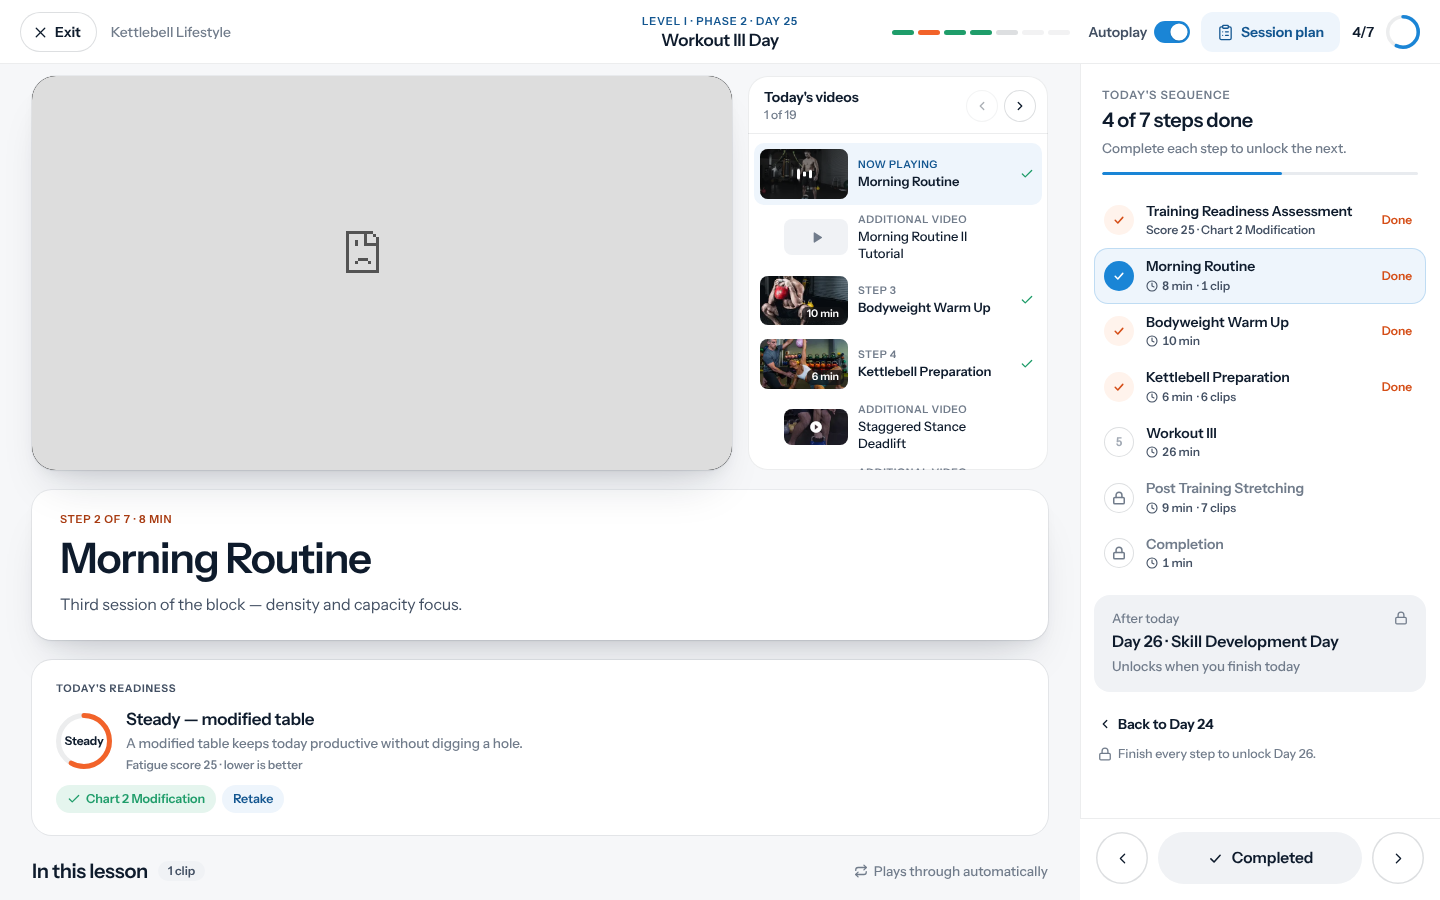 Exit
Kettlebell Lifestyle
LEVEL I · PHASE 2 · DAY 25
Workout III Day
Autoplay
Session plan
4/7
Today's videos
1 of 19
NOW PLAYING
Morning Routine
ADDITIONAL VIDEO
Morning Routine II
Tutorial
STEP 3
Bodyweight Warm Up
10 min
STEP 4
Kettlebell Preparation
6 min
ADDITIONAL VIDEO
Staggered Stance
Deadlift
ADDITIONAL VIDEO
STEP 2 OF 7 · 8 MIN
Morning Routine
Third session of the block — density and capacity focus.
TODAY'S READINESS
Steady
Steady — modified table
A modified table keeps today productive without digging a hole.
Fatigue score 25 · lower is better
Chart 2 Modification
Retake
In this lesson
1 clip
Plays through automatically
TODAY'S SEQUENCE
4 of 7 steps done
Complete each step to unlock the next.
Training Readiness Assessment
Score 25 · Chart 2 Modification
Done
Morning Routine
8 min · 1 clip
Done
Bodyweight Warm Up
10 min
Done
Kettlebell Preparation
6 min · 6 clips
Done
5
Workout III
26 min
Post Training Stretching
9 min · 7 clips
Completion
1 min
After today
Day 26 · Skill Development Day
Unlocks when you finish today
Back to Day 24
Finish every step to unlock Day 26.
Completed